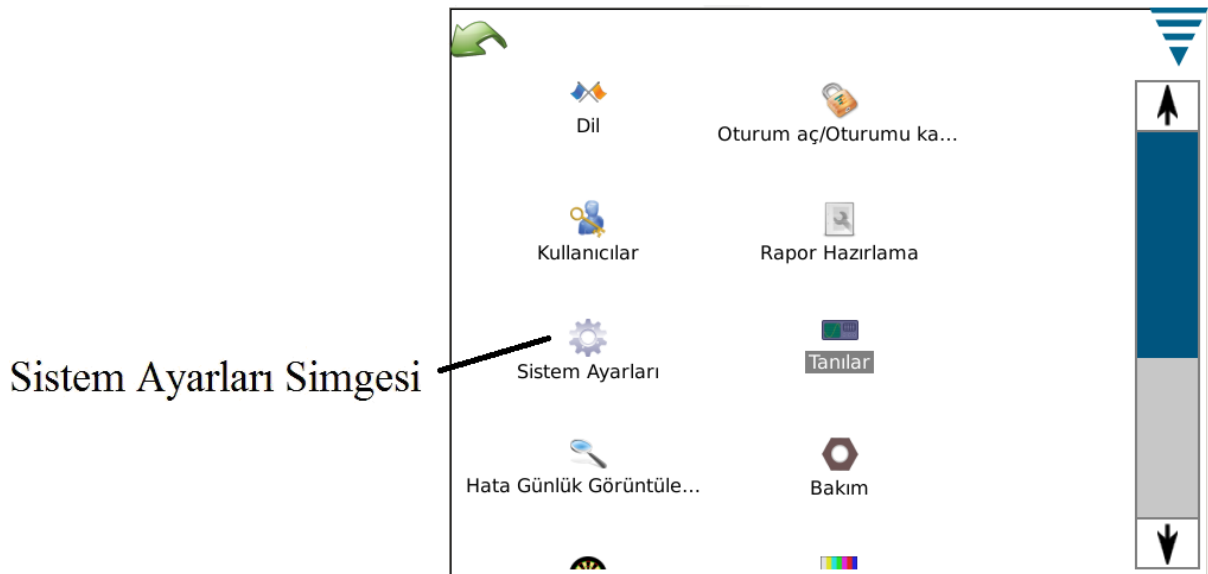 Dil
Oturum aç/Oturumu ka...
Kullanıcılar
Rapor Hazırlama
Sistem Ayarları Simgesi
Sistem Ayarları
Tanılar
Hata Günlük Görüntüle...
Bakım